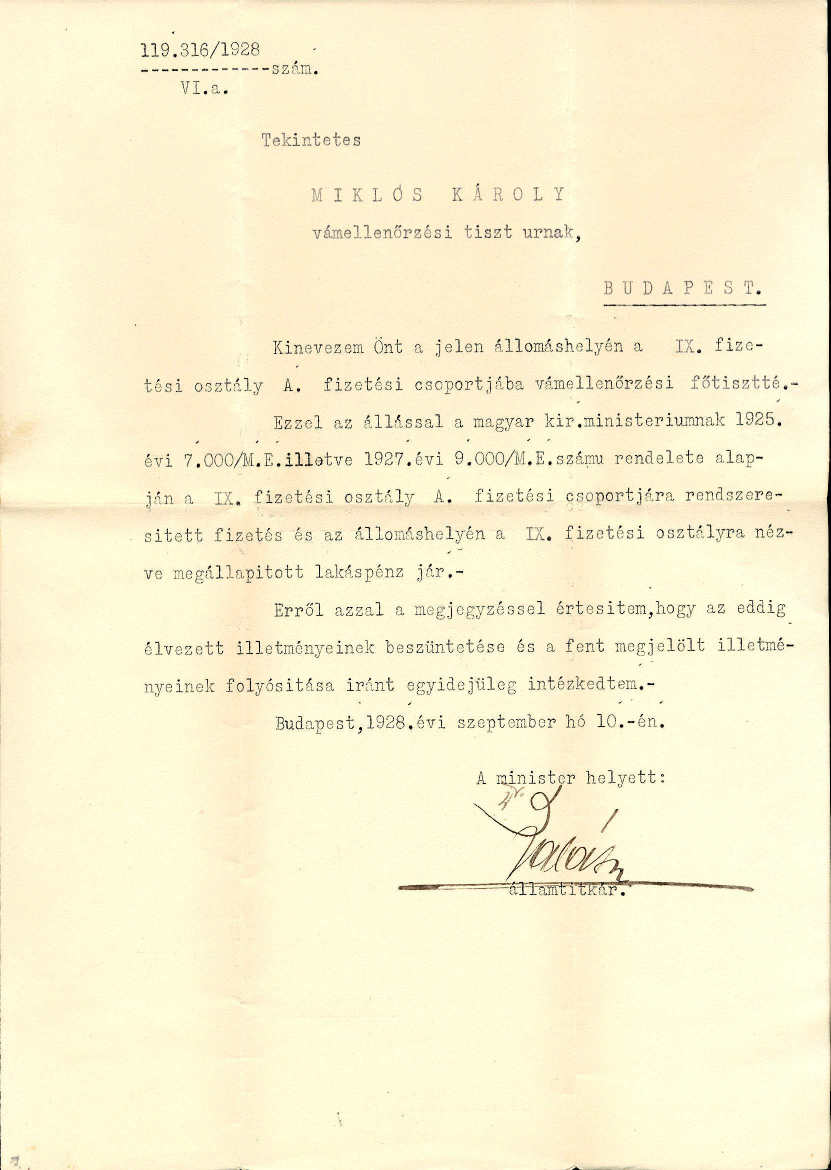 119.316/1928
-------------szám.
VI.a.
Tekintetes
MIKLÓS KÁROLY
vámellenőrzési tiszt urnak,
BUDAPEST.
Kinevezem Önt a jelen állomáshelyén a IX. fize-
tési osztály A. fizetési csoportjába vámellenőrzési főtisztté.-
Ezzel az állással a magyar kir.ministeriumnak 1925.
évi 7.000/M.E.illetve 1927.évi 9.000/M.E.számu rendelete alap-
ján a IX. fizetési osztály A. fizetési csoportjára rendszere-
sitett fizetés és az állomáshelyén a IX. fizetési osztályra néz-
ve megállapitott lakáspénz jár.-
Erről azzal a megjegyzéssel értesitem,hogy az eddig
élvezett illetményeinek beszüntetése és a fent megjelölt illetmé-
nyeinek folyósitása iránt egyidejüleg intézkedtem.-
Budapest,1928.évi szeptember hó 10.-én.
A minister helyett:
államtitkár.